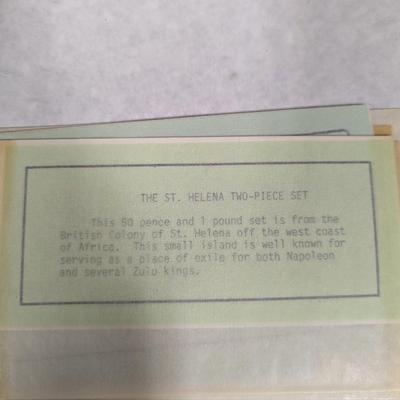 THE ST. HELENA TWO-PIECE SET
This 50 pence and 1 pound set is from the
British Colony of St. Helena off the west coast
of Africa. This small island is well known for
serving as a place of exile for both Napoleon
and several Zulu kings.